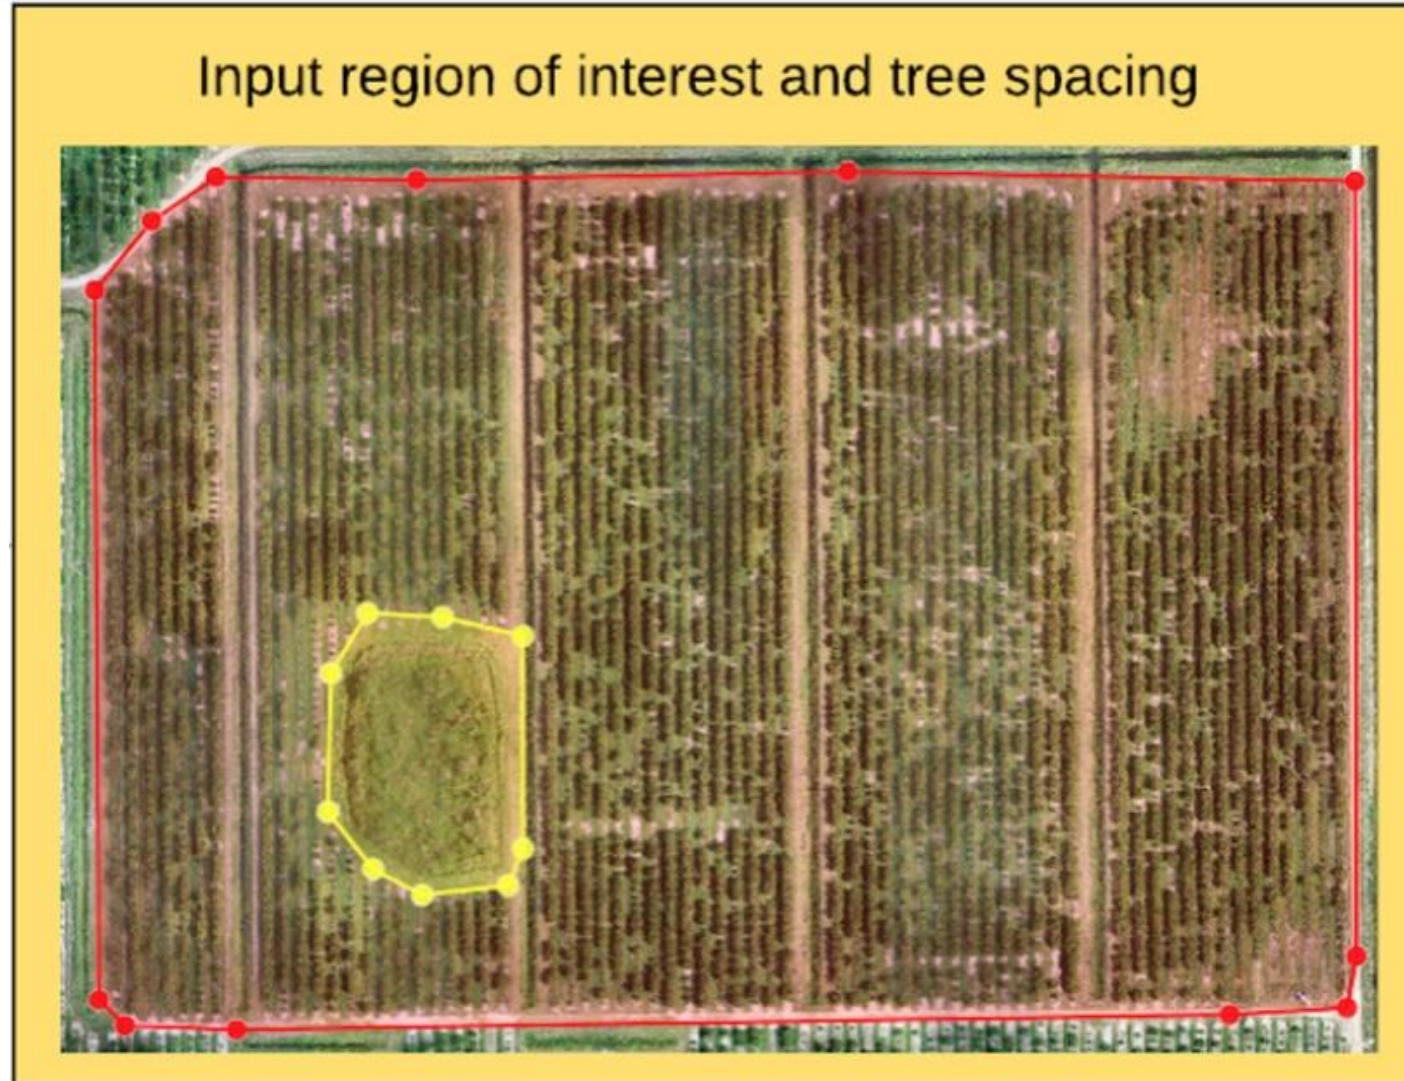 Input region of interest and tree spacing